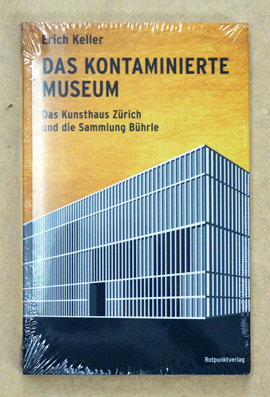 Erich Keller
DAS KONTAMINIERTE
MUSEUM
Das Kunsthaus Zürich
und die Sammlung Bührle
Rotpunktverlag